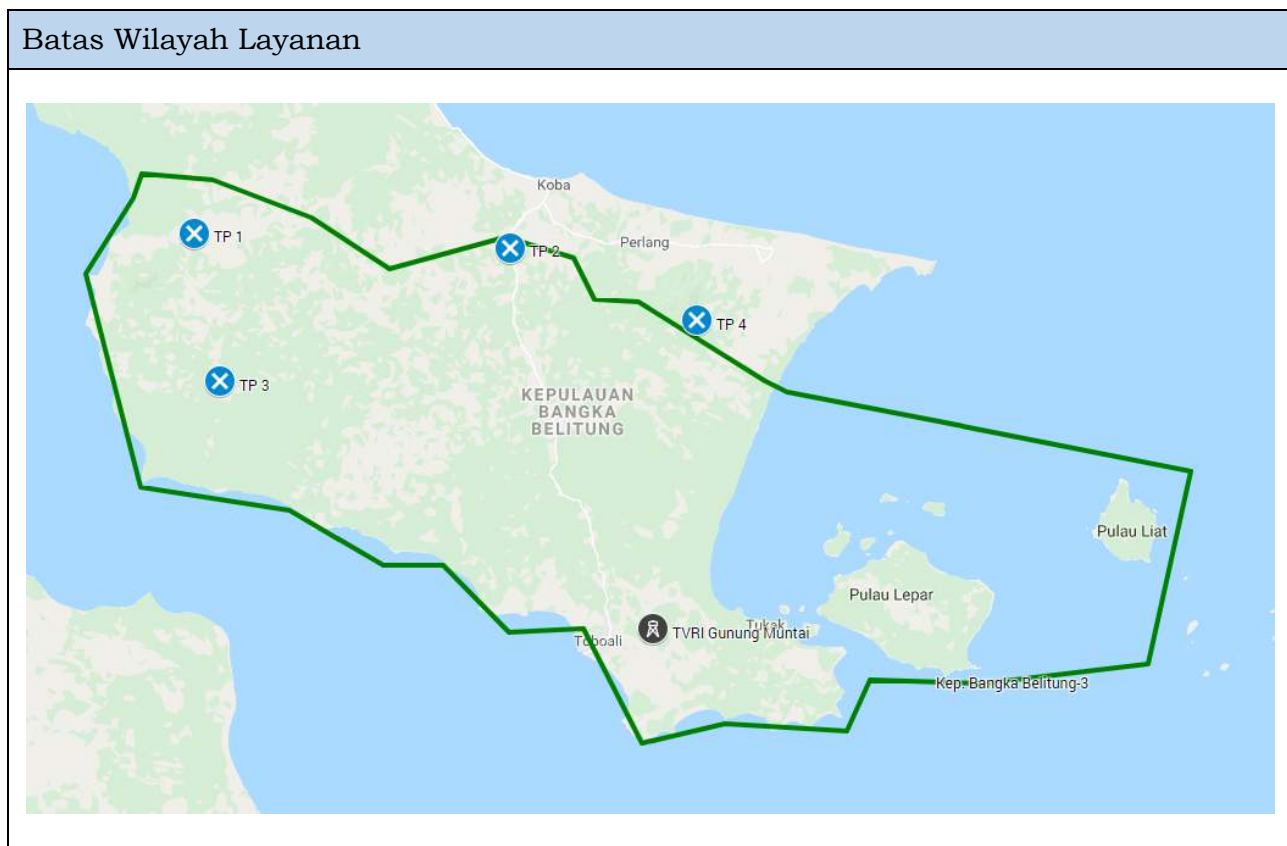 Batas Wilayah Layanan
Koba
TP 1
Perlang
TP 2
TP 4
TP 3
KEPULAUAN
BANGKA
BELITUNG
Pulau Liat
Pulau Lepar
Tukak
TVRI Gunung Muntai
Toboali
Kep. Bangka Belitung-3